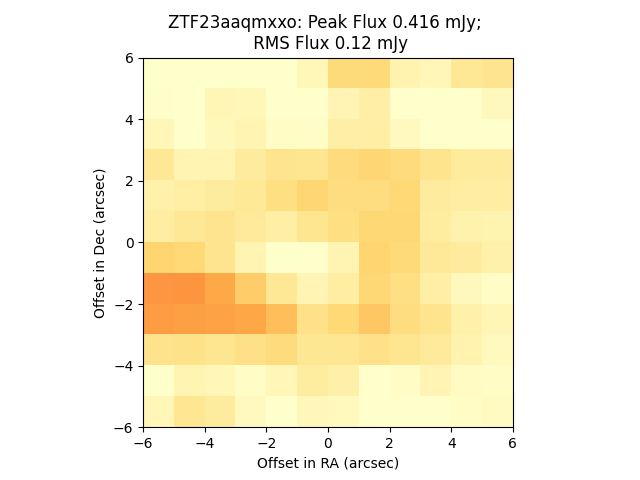 ZTF23aaqmxxo: Peak Flux 0.416 mJy;
RMS Flux 0.12 mJy
6
4
2
0
−2
−4
−6
Offset in Dec (arcsec)
−6 −4 −2 0 2 4 6
Offset in RA (arcsec)